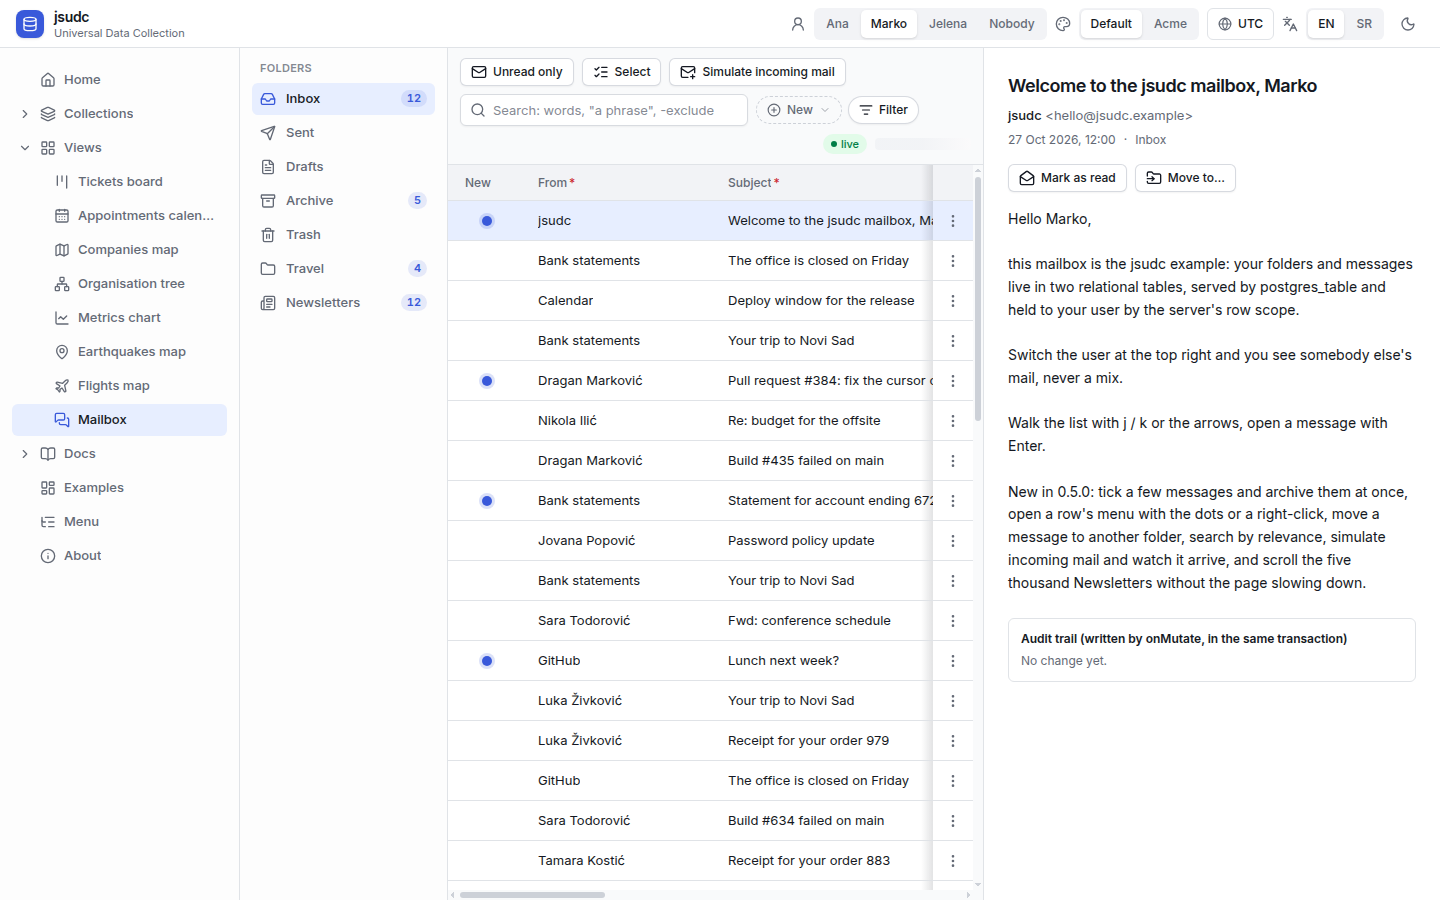 jsudc
Universal Data Collection
Ana Marko Jelena Nobody Default Acme UTC EN SR
Home
Collections
Views
Tickets board
Appointments calen...
Companies map
Organisation tree
Metrics chart
Earthquakes map
Flights map
Mailbox
Docs
Examples
Menu
About
FOLDERS
Inbox 12
Sent
Drafts
Archive 5
Trash
Travel 4
Newsletters 12
Unread only Select Simulate incoming mail
Search: words, "a phrase", -exclude New Filter
live
New From * Subject *
jsudc Welcome to the jsudc mailbox, Ma
Bank statements The office is closed on Friday
Calendar Deploy window for the release
Bank statements Your trip to Novi Sad
Dragan Marković Pull request #384: fix the cursor
Nikola Ilić Re: budget for the offsite
Dragan Marković Build #435 failed on main
Bank statements Statement for account ending 672
Jovana Popović Password policy update
Bank statements Your trip to Novi Sad
Sara Todorović Fwd: conference schedule
GitHub Lunch next week?
Luka Živković Your trip to Novi Sad
Luka Živković Receipt for your order 979
GitHub The office is closed on Friday
Sara Todorović Build #634 failed on main
Tamara Kostić Receipt for your order 883
Welcome to the jsudc mailbox, Marko
jsudc <hello@jsudc.example>
27 Oct 2026, 12:00 · Inbox
Mark as read Move to...
Hello Marko,
this mailbox is the jsudc example: your folders and messages
live in two relational tables, served by postgres_table and
held to your user by the server's row scope.
Switch the user at the top right and you see somebody else's
mail, never a mix.
Walk the list with j / k or the arrows, open a message with
Enter.
New in 0.5.0: tick a few messages and archive them at once,
open a row's menu with the dots or a right-click, move a
message to another folder, search by relevance, simulate
incoming mail and watch it arrive, and scroll the five
thousand Newsletters without the page slowing down.
Audit trail (written by onMutate, in the same transaction)
No change yet.